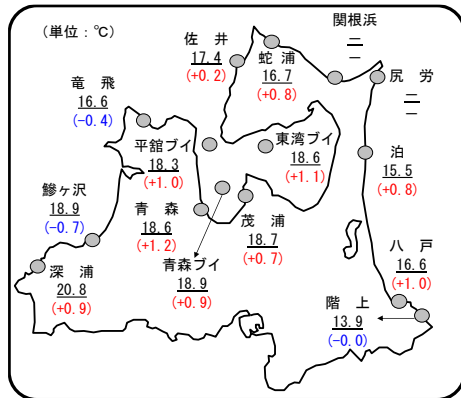 (単位：℃)
関根浜
―
―
佐井
17.4
(+0.2)
蛇浦
16.7
(+0.8)
尻労
―
―
竜飛
16.6
(-0.4)
平舘ブイ
18.3
(+1.0)
東湾ブイ
18.6
(+1.1)
泊
15.5
(+0.8)
鰺ヶ沢
18.9
(-0.7)
青森
18.6
(+1.2)
茂浦
18.7
(+0.7)
八戸
16.6
(+1.0)
深浦
20.8
(+0.9)
青森ブイ
18.9
(+0.9)
階上
13.9
(-0.0)